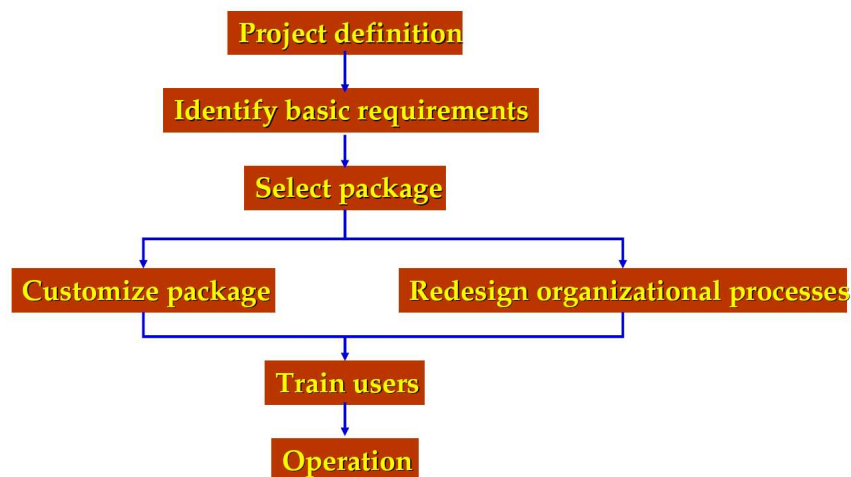 Project definition
Identify basic requirements
Select package
Customize package
Redesign organizational processes
Train users
Operation